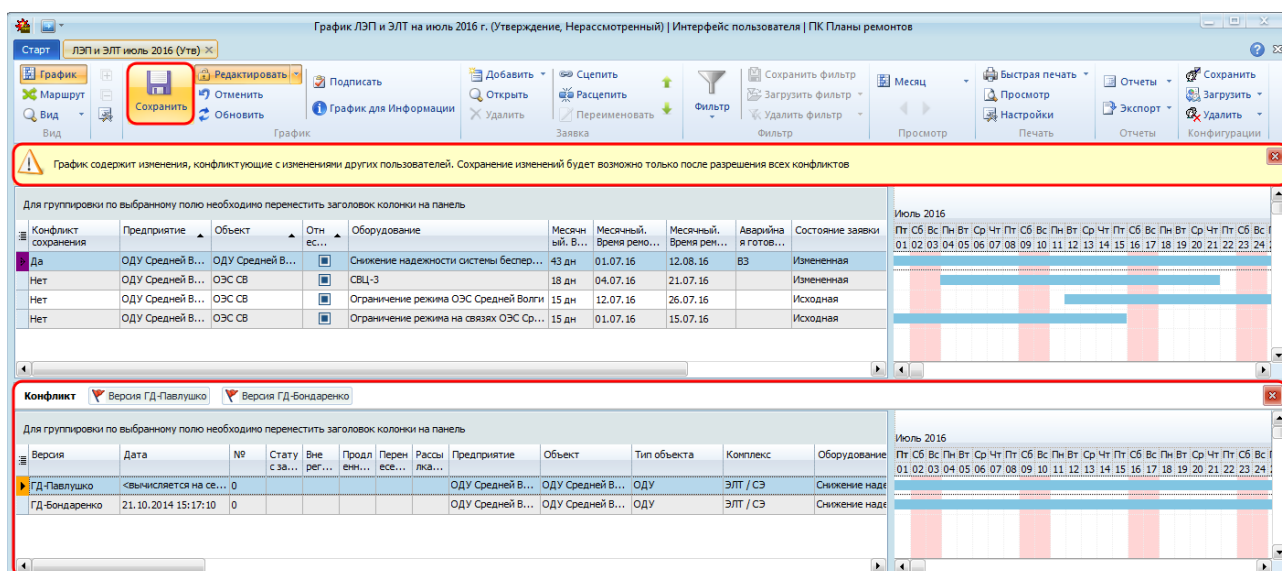 График ЛЭП и ЭЛТ на июль 2016 г. (Утверждение, Нерассмотренный) | Интерфейс пользователя | ПК Планы ремонтов
Старт ЛЭП и ЭЛТ июль 2016 (Утв)
График Редактировать Подписать Добавить Сцепить Сохранить фильтр Месяц Быстрая печать Отчеты Сохранить
Маршрут Сохранить Отменить График для Информации Открыть Расцепить Фильтр Загрузить фильтр Просмотр Экспорт Загрузить
Вид Обновить Удалить Переименовать Удалить фильтр Настройки Удалить
Вид График Заявка Фильтр Просмотр Печать Отчеты Конфигурации
График содержит изменения, конфликтующие с изменениями других пользователей. Сохранение изменений будет возможно только после разрешения всех конфликтов
Для группировки по выбранному полю необходимо переместить заголовок колонки на панель
Июль 2016
Конфликт Предприятие Объект Отн Оборудование Месячн Месячный. Месячный. Аварийна Состояние заявки Пт Сб Вс Пн Вт Ср Чт Пт Сб Вс Пн Вт Ср Чт Пт Сб Вс Пн Вт Ср Чт Пт Сб Вс
сохранения ес... ый. В... Время ремо... Время рем... я готов... 01 02 03 04 05 06 07 08 09 10 11 12 13 14 15 16 17 18 19 20 21 22 23 24
Да ОДУ Средней В... ОДУ Средней В... Снижение надежности системы беспер... 43 дн 01.07.16 12.08.16 ВЗ Измененная
Нет ОДУ Средней В... ОЭС СВ СВЦ-3 18 дн 04.07.16 21.07.16 Измененная
Нет ОДУ Средней В... ОЭС СВ Ограничение режима ОЭС Средней Волги 15 дн 12.07.16 26.07.16 Исходная
Нет ОДУ Средней В... ОЭС СВ Ограничение режима на связях ОЭС Ср... 15 дн 01.07.16 15.07.16 Исходная
Конфликт Версия ГД-Павлушко Версия ГД-Бондаренко
Для группировки по выбранному полю необходимо переместить заголовок колонки на панель
Июль 2016
Версия Дата № Стату Вне Продл Перен Рассы Предприятие Объект Тип объекта Комплекс Оборудование Пт Сб Вс Пн Вт Ср Чт Пт Сб Вс Пн Вт Ср Чт Пт Сб Вс Пн Вт Ср Чт Пт Сб Вс
с за... рег... енн... есе... лка... 01 02 03 04 05 06 07 08 09 10 11 12 13 14 15 16 17 18 19 20 21 22 23 24
ГД-Павлушко <вычисляется на се... 0 ОДУ Средней В... ОДУ Средней В... ОДУ ЭЛТ / СЭ Снижение наде
ГД-Бондаренко 21.10.2014 15:17:10 0 ОДУ Средней В... ОДУ Средней В... ОДУ ЭЛТ / СЭ Снижение наде